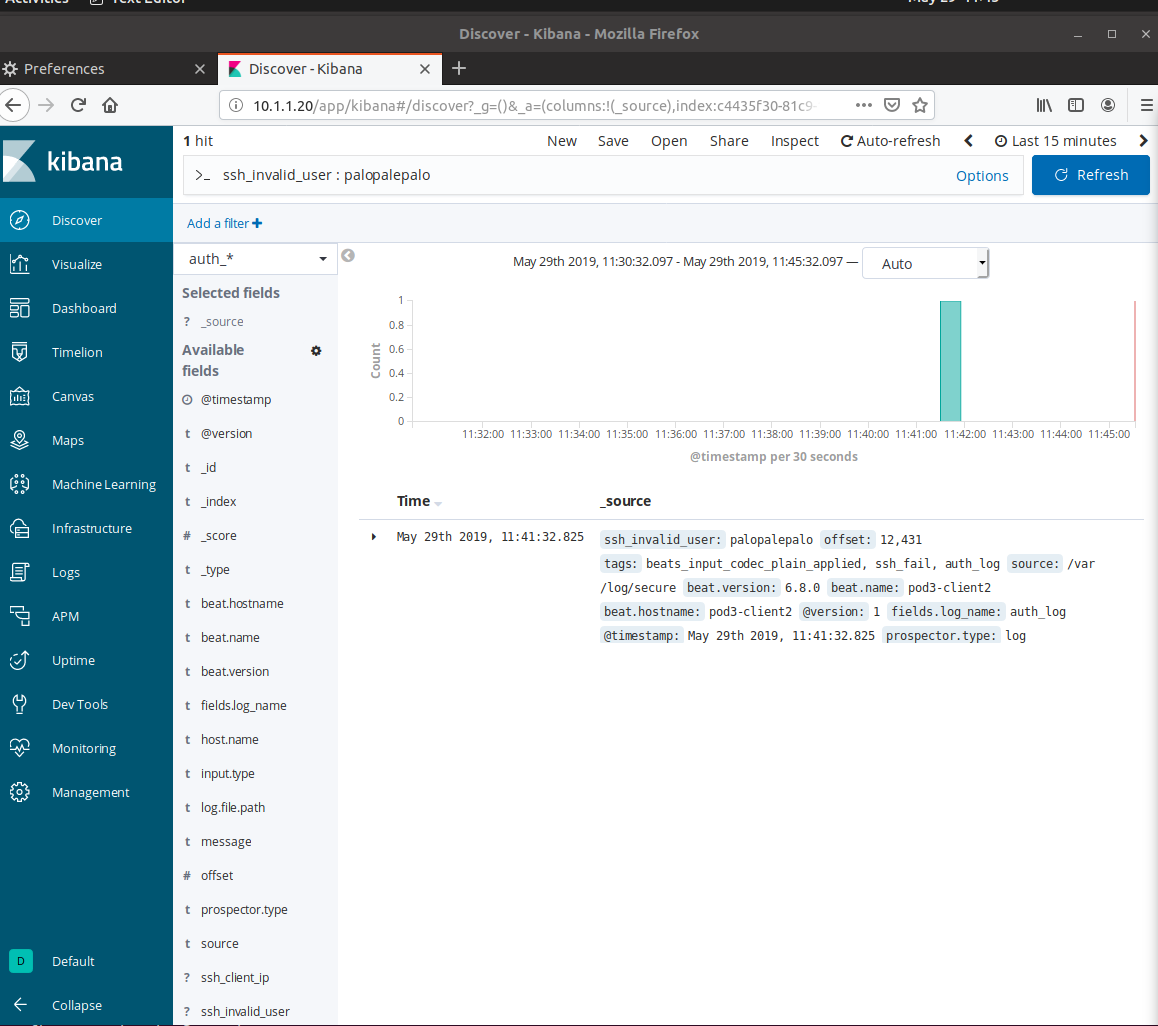 Activities Text Editor May 29 11:45
Discover - Kibana - Mozilla Firefox
Preferences
Discover - Kibana
10.1.1.20/app/kibana#/discover?_g=()&_a=(columns:!(_source),index:c4435f30-81c9-
kibana
Discover
Visualize
Dashboard
Timelion
Canvas
Maps
Machine Learning
Infrastructure
Logs
APM
Uptime
Dev Tools
Monitoring
Management
D Default
Collapse
1 hit
New Save Open Share Inspect Auto-refresh Last 15 minutes
>_ ssh_invalid_user : palopalepalo Options Refresh
Add a filter +
auth_*
Selected fields
? _source
Available
fields
@timestamp
t @version
t _id
t _index
# _score
t _type
t beat.hostname
t beat.name
t beat.version
t fields.log_name
t host.name
t input.type
t log.file.path
t message
# offset
t prospector.type
t source
? ssh_client_ip
? ssh_invalid_user
May 29th 2019, 11:30:32.097 - May 29th 2019, 11:45:32.097 — Auto
1
0.8
0.6
0.4
0.2
0
Count
11:32:00 11:33:00 11:34:00 11:35:00 11:36:00 11:37:00 11:38:00 11:39:00 11:40:00 11:41:00 11:42:00 11:43:00 11:44:00 11:45:00
@timestamp per 30 seconds
Time _source
May 29th 2019, 11:41:32.825
ssh_invalid_user: palopalepalo offset: 12,431
tags: beats_input_codec_plain_applied, ssh_fail, auth_log source: /var
/log/secure beat.version: 6.8.0 beat.name: pod3-client2
beat.hostname: pod3-client2 @version: 1 fields.log_name: auth_log
@timestamp: May 29th 2019, 11:41:32.825 prospector.type: log